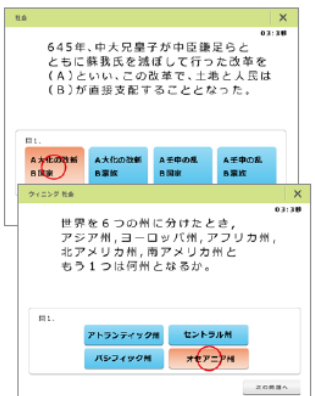 社会
03:3秒
645年、中大兄皇子が中臣鎌足らと
ともに蘇我氏を滅ぼして行った改革を
(A)といい、この改革で、土地と人民は
(B)が直接支配することとなった。
問1.
A大化の改新 A大化の改新 A壬申の乱 A壬申の乱
B国家 B豪族 B国家 B豪族
ウィニング 社会
03:3秒
世界を6つの州に分けたとき,
アジア州,ヨーロッパ州,アフリカ州,
北アメリカ州,南アメリカ州と
もう1つは何州となるか。
問1.
アトランティック州 セントラル州
パシフィック州 オセアニア州
次の問題へ